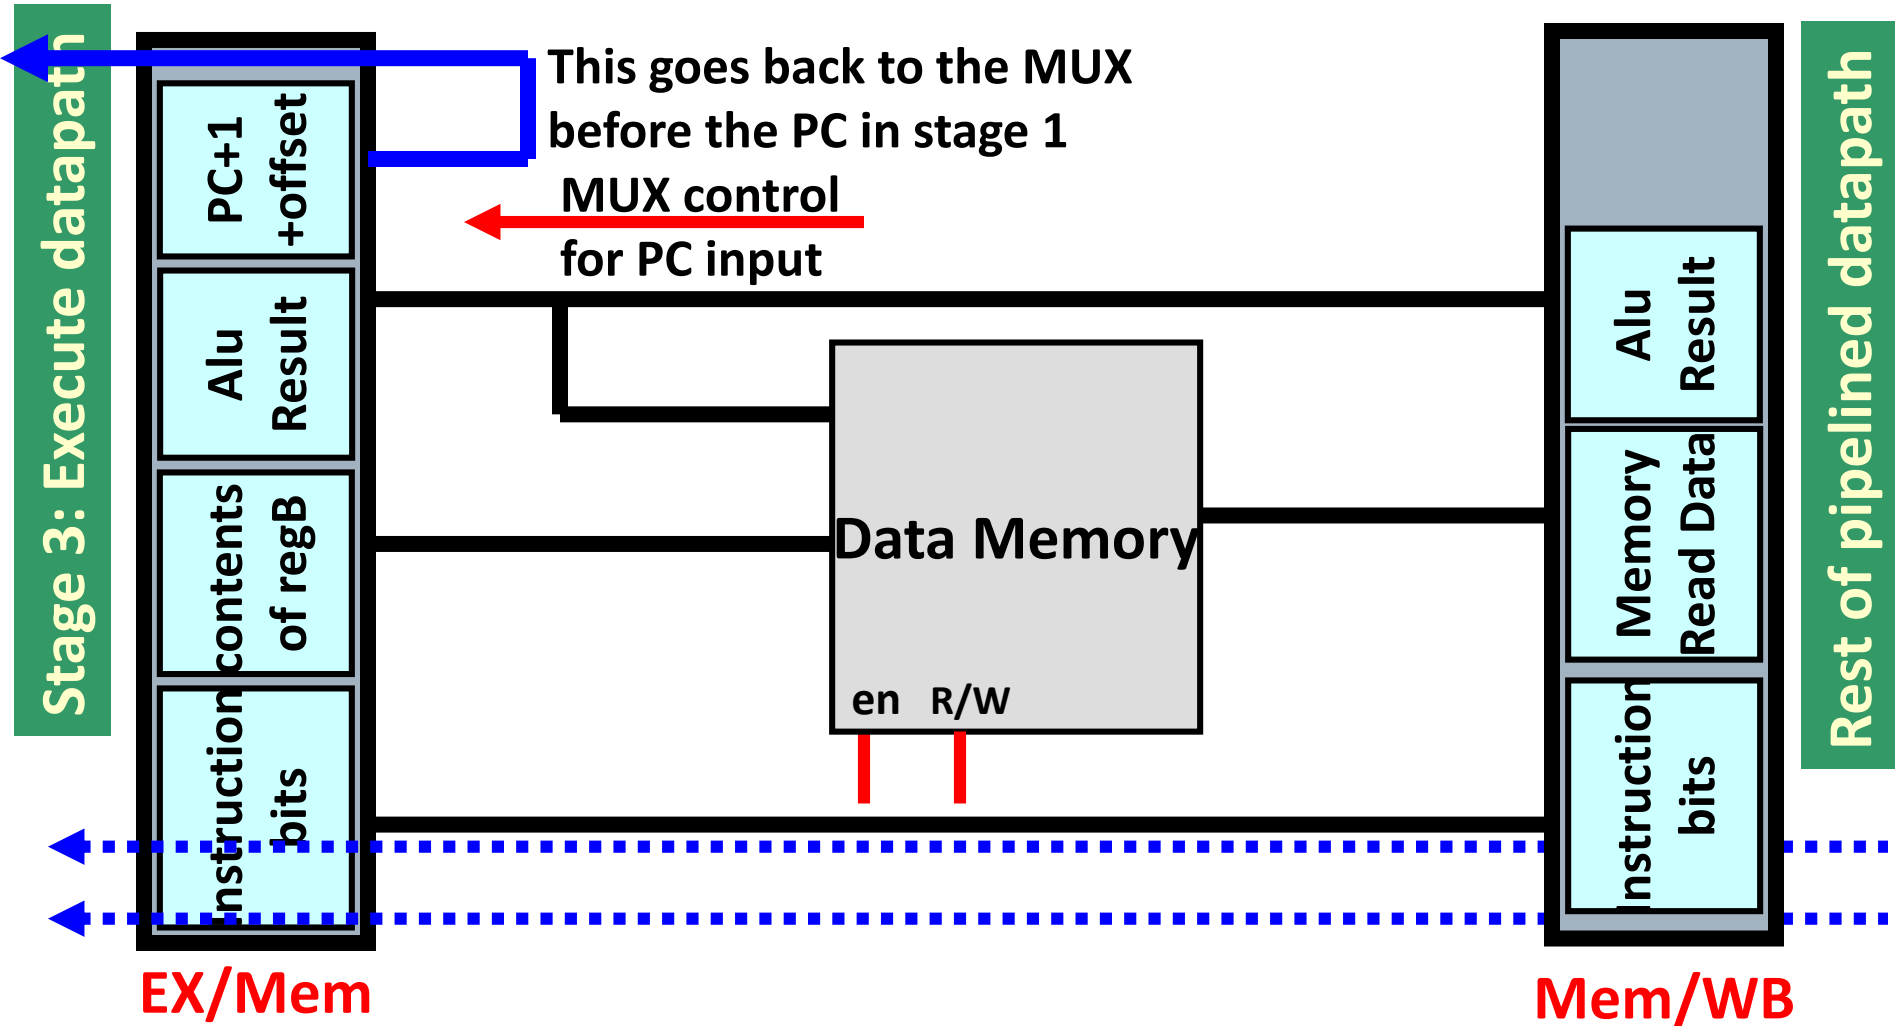 Stage 3: Execute datapath
PC+1
+offset
Alu
Result
contents
of regB
Instruction
bits
EX/Mem
This goes back to the MUX
before the PC in stage 1
MUX control
for PC input
Data Memory
en R/W
Alu
Result
Memory
Read Data
Instruction
bits
Mem/WB
Rest of pipelined datapath